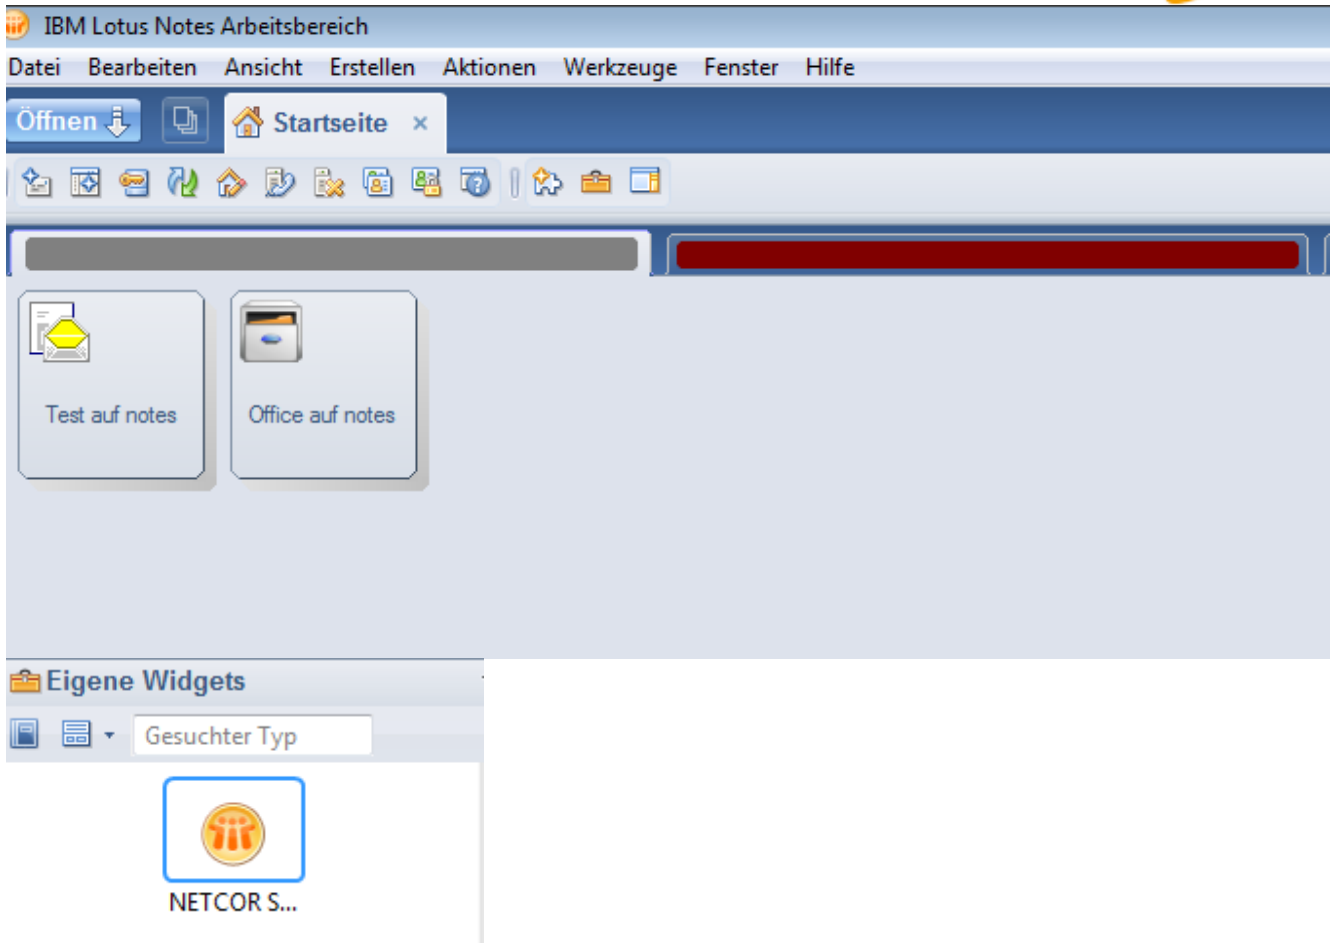 IBM Lotus Notes Arbeitsbereich
Datei Bearbeiten Ansicht Erstellen Aktionen Werkzeuge Fenster Hilfe
Öffnen Startseite ×
Test auf notes Office auf notes
Eigene Widgets
Gesuchter Typ
NETCOR S...